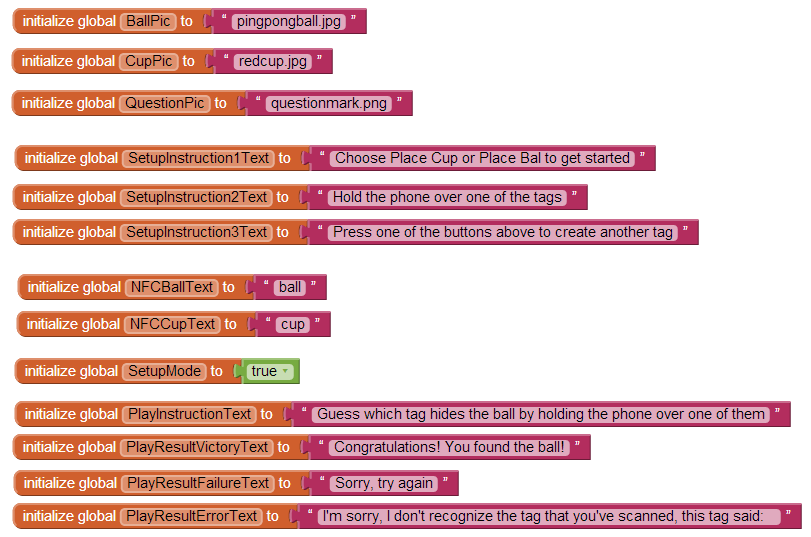 initialize global BallPic to " pingpongball.jpg "
initialize global CupPic to " redcup.jpg "
initialize global QuestionPic to " questionmark.png "
initialize global SetupInstruction1Text to " Choose Place Cup or Place Bal to get started "
initialize global SetupInstruction2Text to " Hold the phone over one of the tags "
initialize global SetupInstruction3Text to " Press one of the buttons above to create another tag "
initialize global NFCBallText to " ball "
initialize global NFCCupText to " cup "
initialize global SetupMode to true
initialize global PlayInstructionText to " Guess which tag hides the ball by holding the phone over one of them "
initialize global PlayResultVictoryText to " Congratulations! You found the ball! "
initialize global PlayResultFailureText to " Sorry, try again "
initialize global PlayResultErrorText to " I'm sorry, I don't recognize the tag that you've scanned, this tag said: "